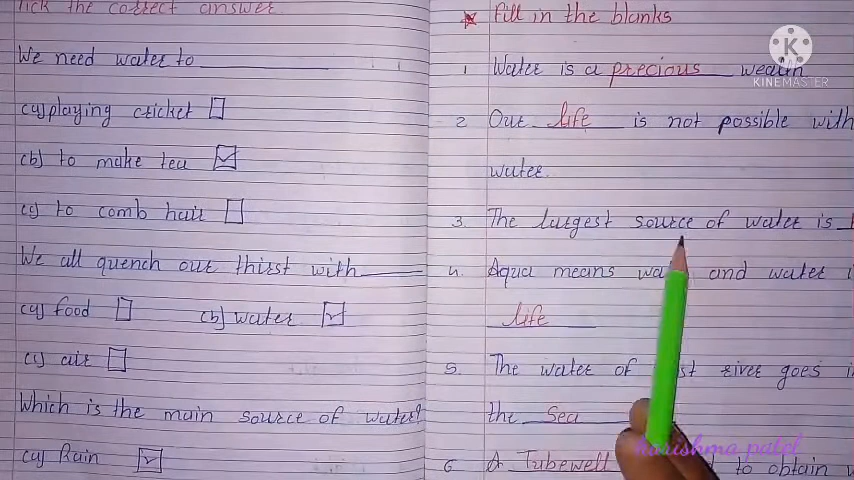 Tick the correct answer
We need water to
(a) playing cricket
(b) to make tea
(c) to comb hair
We all quench our thirst with
(a) food (b) water
(c) air
Which is the main source of water?
(a) Rain
Fill in the blanks
1 Water is a precious wealth
2 Our life is not possible with
water.
3. The largest source of water is
4. Aqua means and water
life
5. The water of river goes
the Sea
6 A Tubewell to obtain
K
KINEMASTER
karishma patel